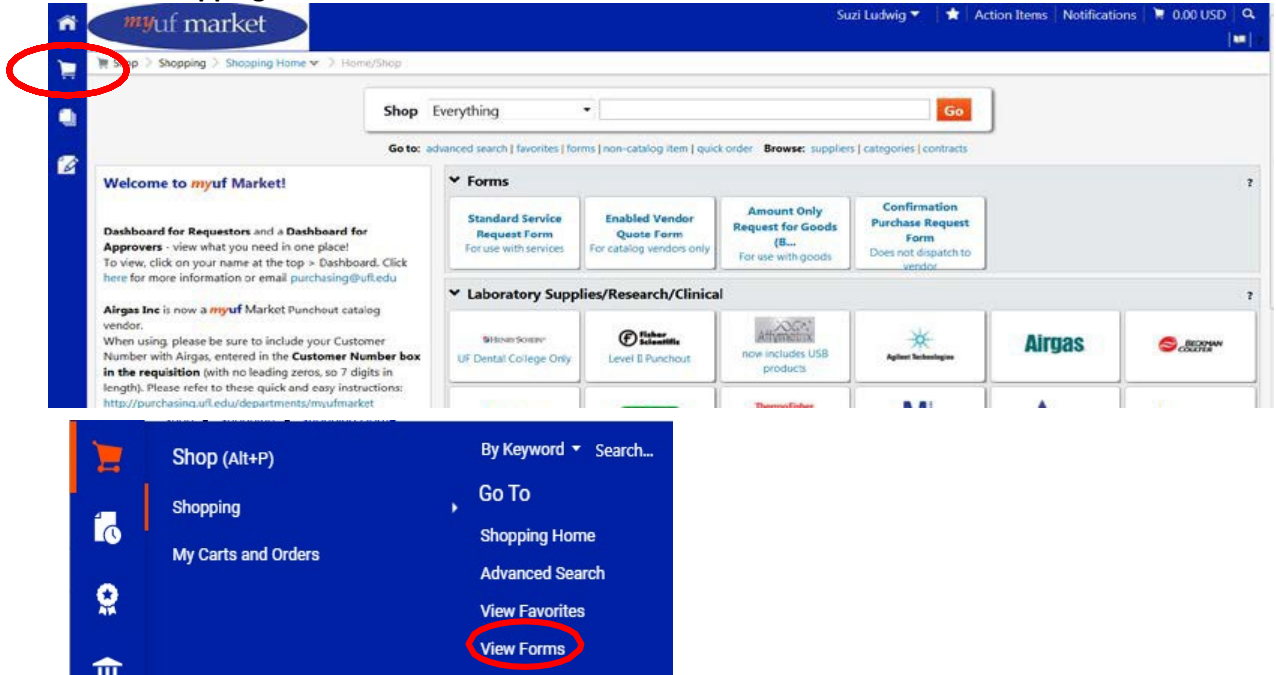 myuf market
Suzi Ludwig
Action Items
Notifications
0.00 USD
Shop > Shopping > Shopping Home > Home/Shop
Shop Everything Go
Go to: advanced search | favorites | forms | non-catalog item | quick order Browse: suppliers | categories | contracts
Welcome to myuf Market!
Dashboard for Requestors and a Dashboard for
Approvers - view what you need in one place!
To view, click on your name at the top > Dashboard. Click
here for more information or email purchasing@ufl.edu
Airgas Inc is now a myuf Market Punchout catalog
vendor.
When using, please be sure to include your Customer
Number with Airgas, entered in the Customer Number box
in the requisition (with no leading zeros, so 7 digits in
length). Please refer to these quick and easy instructions:
http://purchasing.ufl.edu/departments/myufmarket
Forms ?
Standard Service
Request Form
For use with services
Enabled Vendor
Quote Form
For catalog vendors only
Amount Only
Request for Goods
(B...
For use with goods
Confirmation
Purchase Request
Form
Does not dispatch to
vendor
Laboratory Supplies/Research/Clinical ?
HENRY SCHEIN
UF Dental College Only
Fisher
Scientific
Level II Punchout
Affymetrix
now includes USB
products
Agilent Technologies
Airgas
BECKMAN
COULTER
ThermoFisher
Shop (Alt+P)
Shopping
My Carts and Orders
By Keyword Search...
Go To
Shopping Home
Advanced Search
View Favorites
View Forms